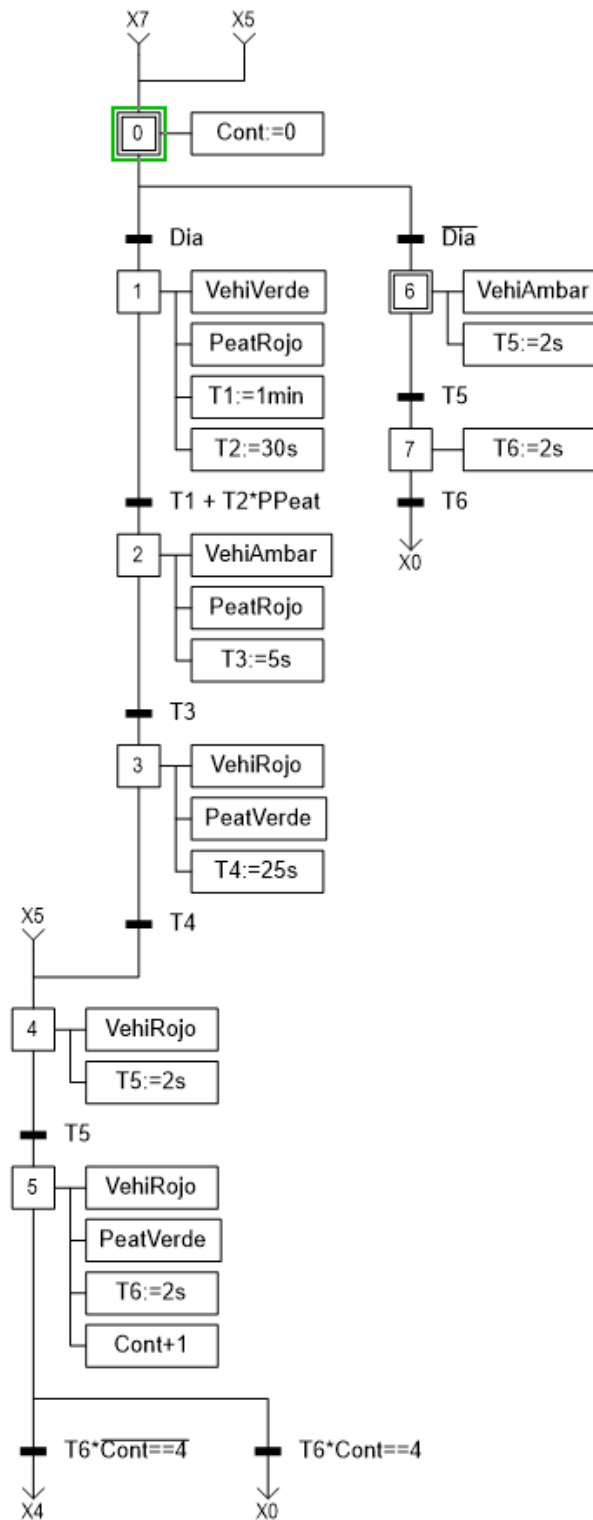 X7 X5
0 Cont:=0
Dia D̅i̅a̅
1 VehiVerde 6 VehiAmbar
PeatRojo T5:=2s
T1:=1min T5
T2:=30s 7 T6:=2s
T1 + T2*PPeat T6
2 VehiAmbar X0
PeatRojo
T3:=5s
T3
3 VehiRojo
PeatVerde
T4:=25s
X5 T4
4 VehiRojo
T5:=2s
T5
5 VehiRojo
PeatVerde
T6:=2s
Cont+1
T6*C̅o̅n̅t̅=̅=̅4̅ T6*Cont==4
X4 X0